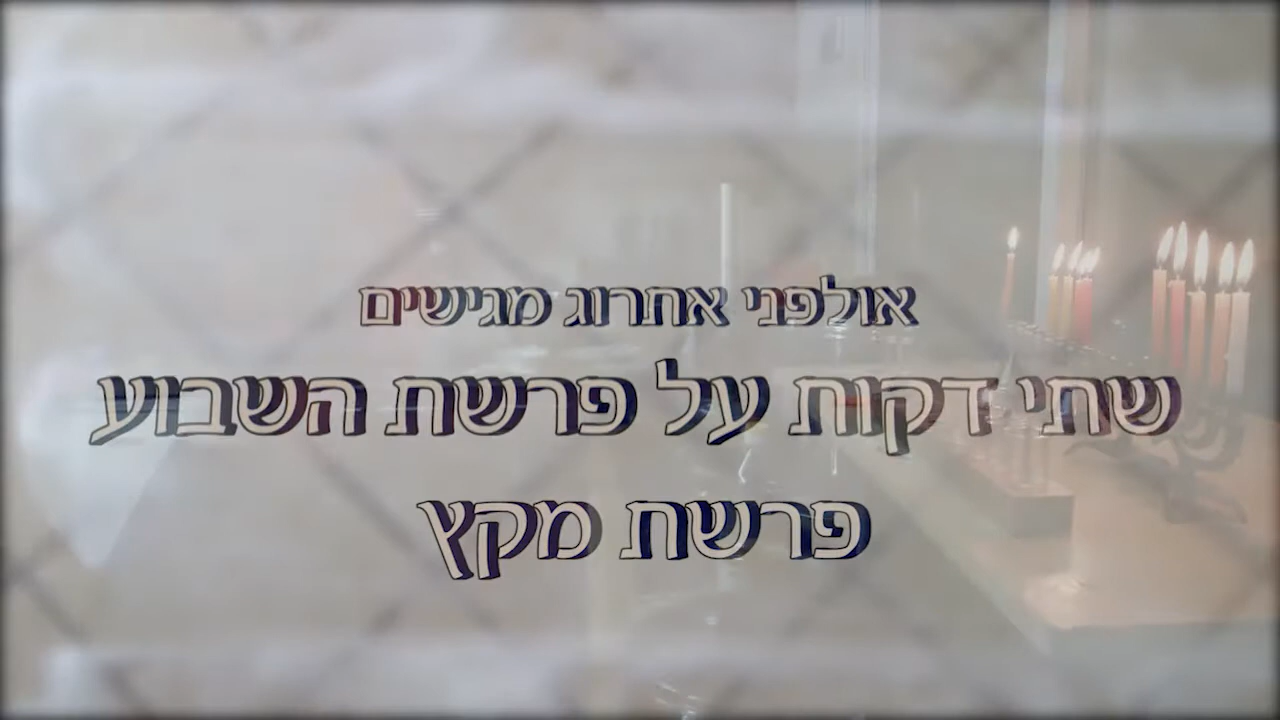 אולפני אתרוג מגישים
שתי דקות על פרשת השבוע
פרשת מקץ